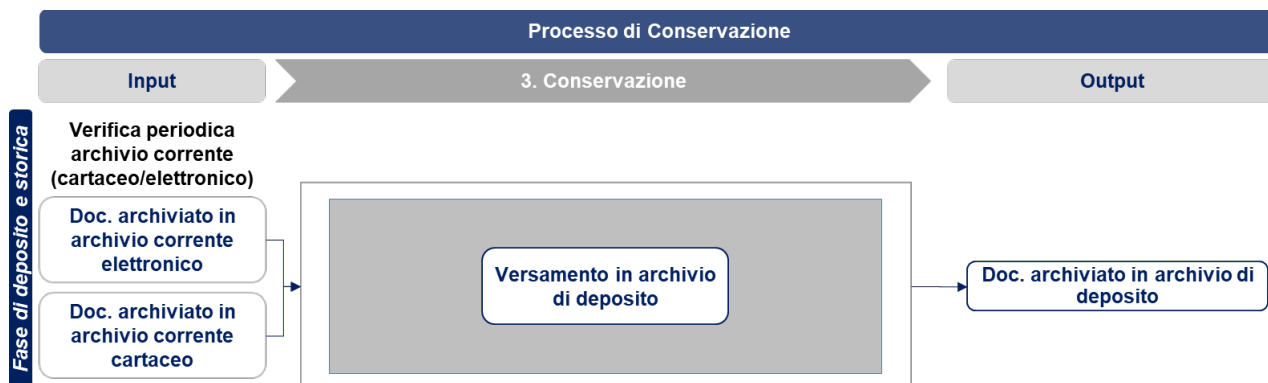 Processo di Conservazione
Input
3. Conservazione
Output
Fase di deposito e storica
Verifica periodica
archivio corrente
(cartaceo/elettronico)
Doc. archiviato in
archivio corrente
elettronico
Doc. archiviato in
archivio corrente
cartaceo
Versamento in archivio
di deposito
Doc. archiviato in archivio di
deposito